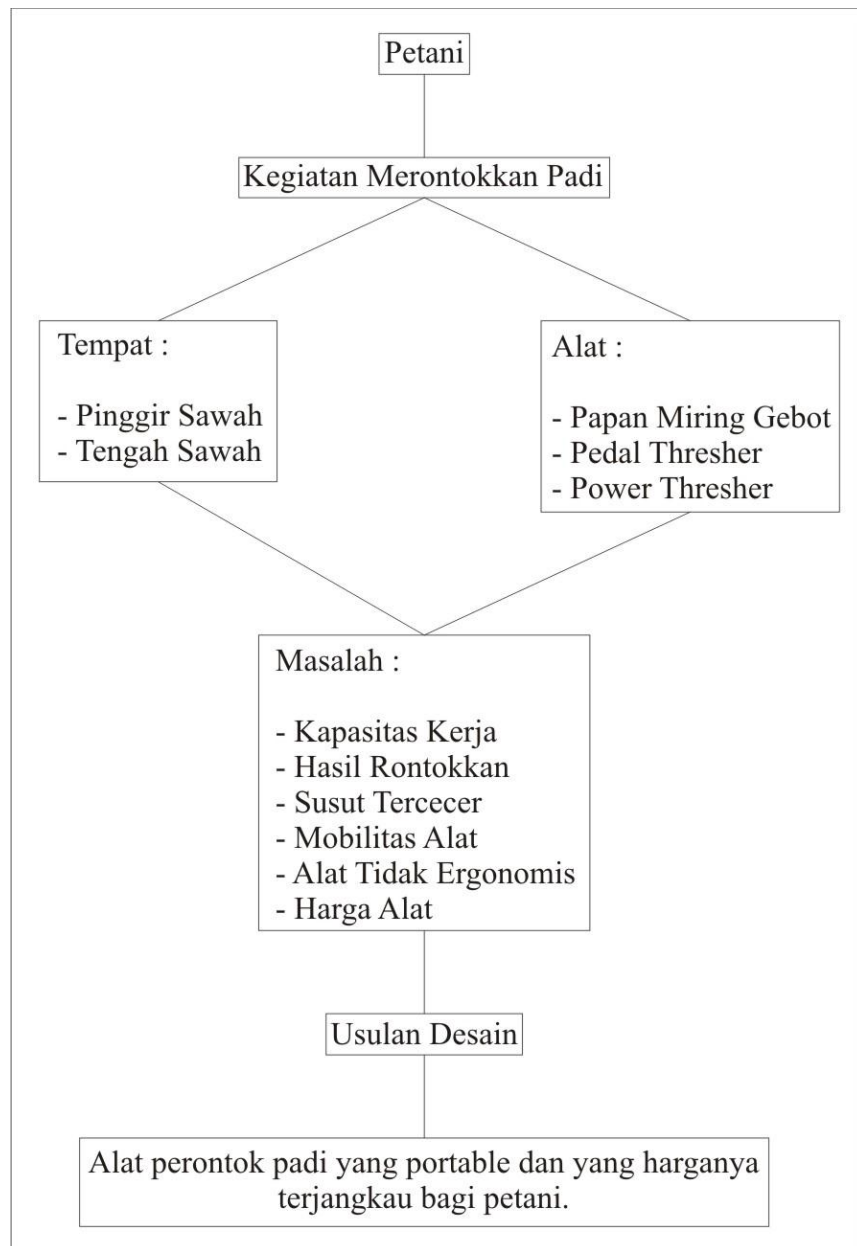 Petani
Kegiatan Merontokkan Padi
Tempat :
- Pinggir Sawah
- Tengah Sawah
Alat :
- Papan Miring Gebot
- Pedal Thresher
- Power Thresher
Masalah :
- Kapasitas Kerja
- Hasil Rontokkan
- Susut Tercecer
- Mobilitas Alat
- Alat Tidak Ergonomis
- Harga Alat
Usulan Desain
Alat perontok padi yang portable dan yang harganya
terjangkau bagi petani.